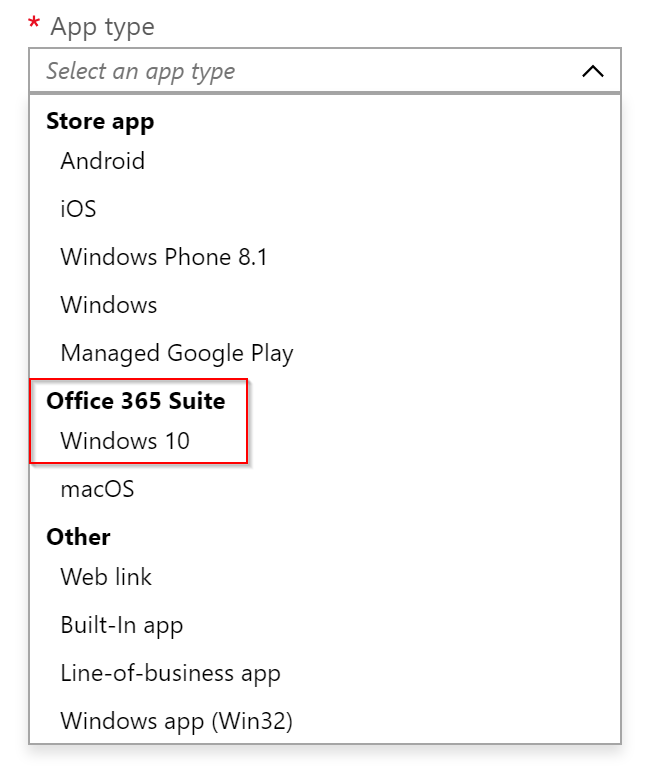 * App type
Select an app type
Store app
Android
iOS
Windows Phone 8.1
Windows
Managed Google Play
Office 365 Suite
Windows 10
macOS
Other
Web link
Built-In app
Line-of-business app
Windows app (Win32)